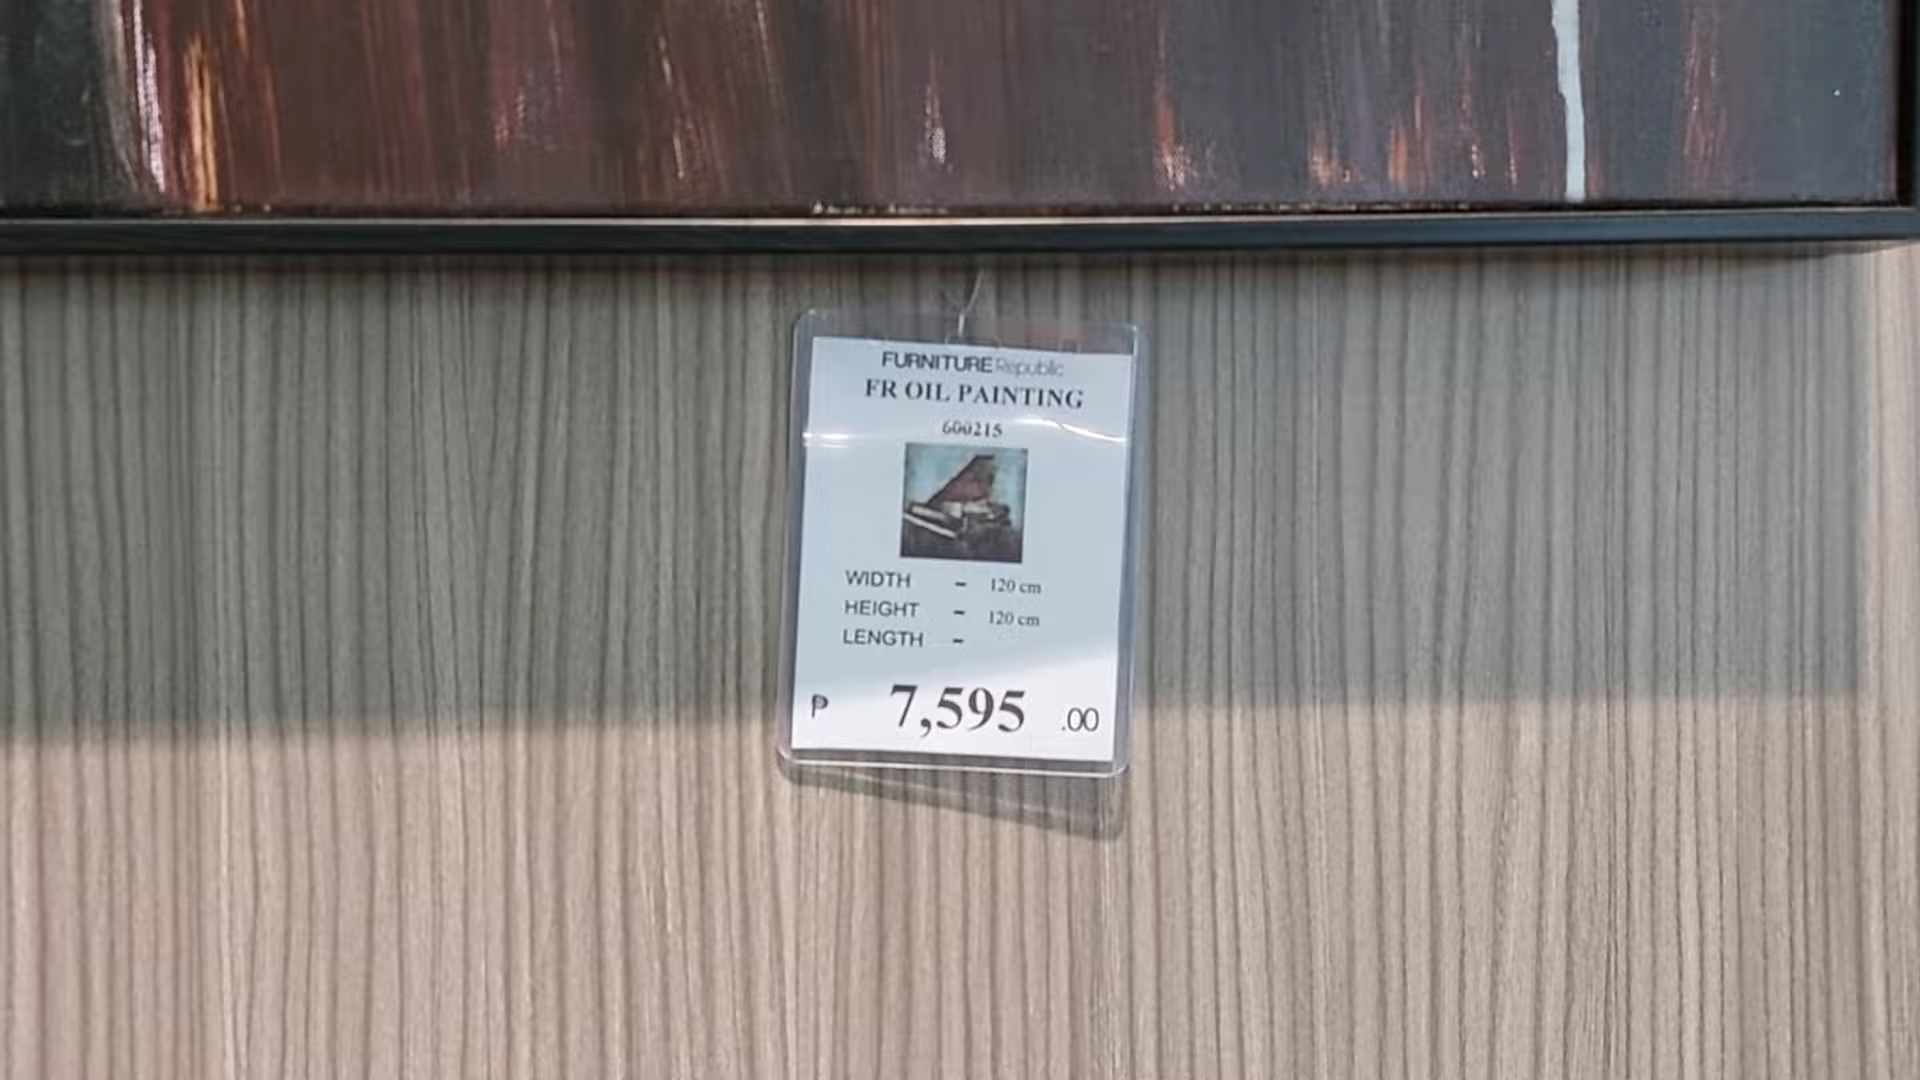 FURNITURE Republic
FR OIL PAINTING
600215
WIDTH - 120 cm
HEIGHT - 120 cm
LENGTH -
₱ 7,595 .00